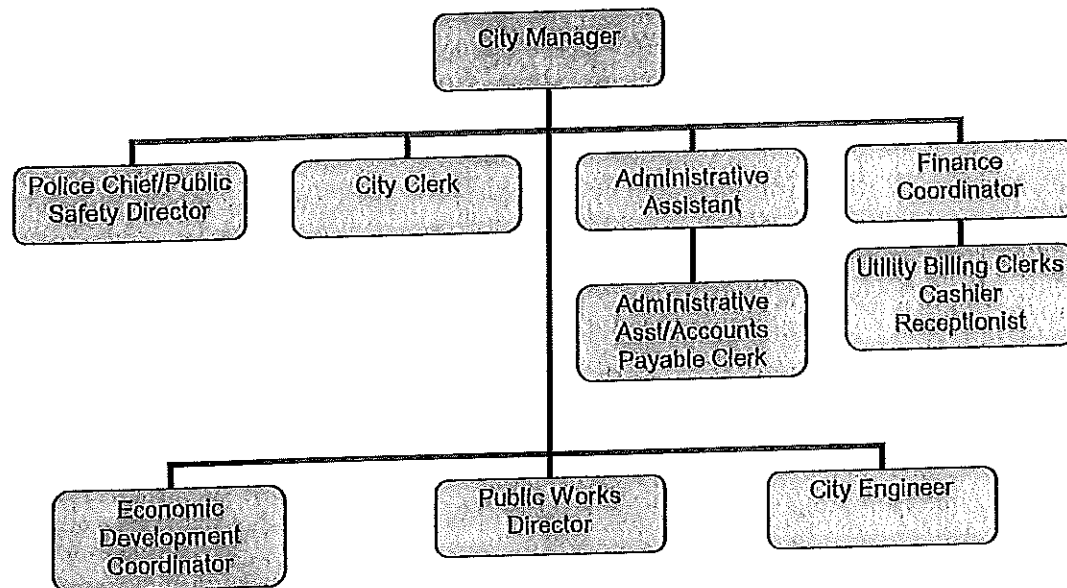 City Manager
Police Chief/Public
Safety Director
City Clerk
Administrative
Assistant
Finance
Coordinator
Administrative
Asst/Accounts
Payable Clerk
Utility Billing Clerks
Cashier
Receptionist
Economic
Development
Coordinator
Public Works
Director
City Engineer